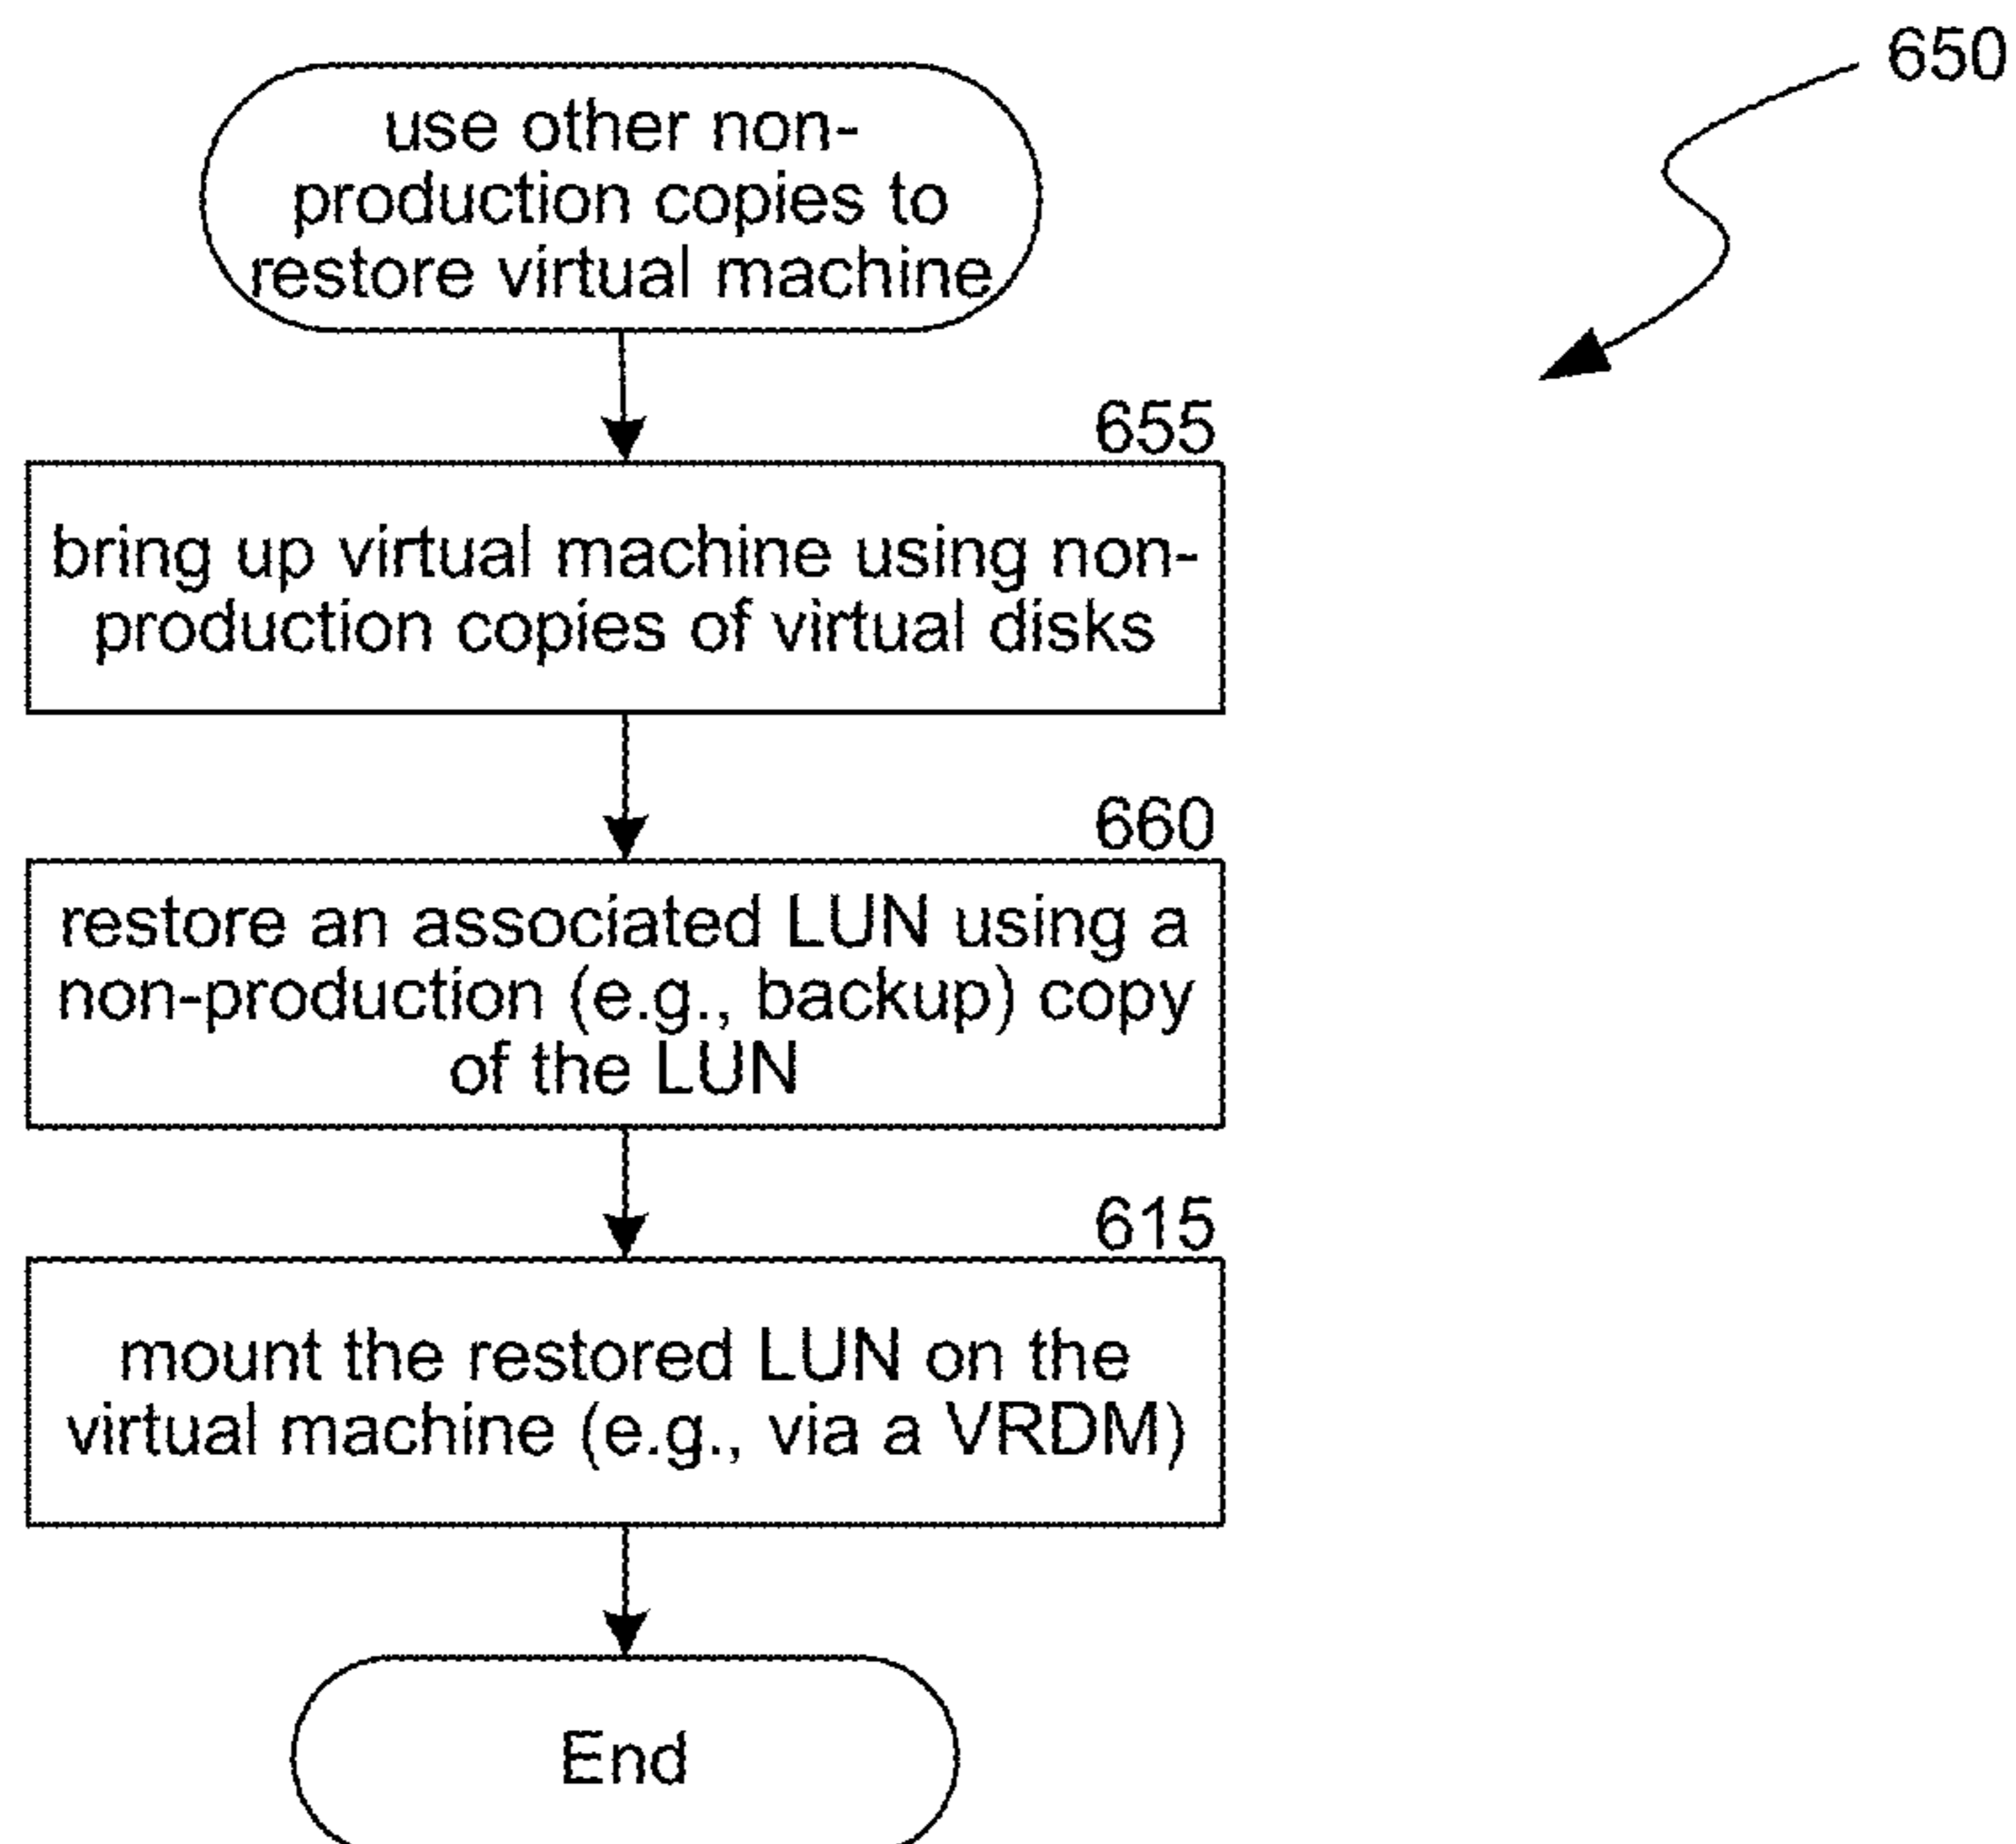 650
use other non-
production copies to
restore virtual machine
655
bring up virtual machine using non-
production copies of virtual disks
660
restore an associated LUN using a
non-production (e.g., backup) copy
of the LUN
615
mount the restored LUN on the
virtual machine (e.g., via a VRDM)
End